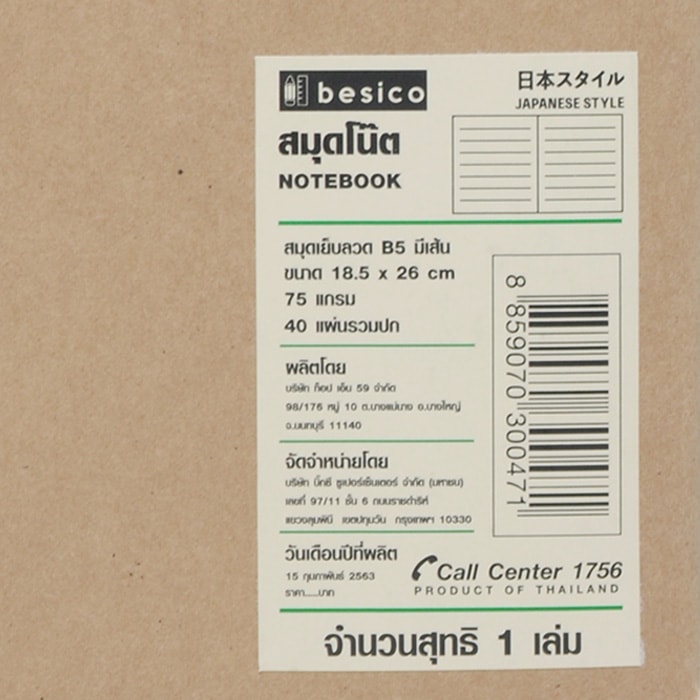 besico
日本スタイル
JAPANESE STYLE
สมุดโน๊ต
NOTEBOOK
สมุดเย็บลวด B5 มีเส้น
ขนาด 18.5 x 26 cm
75 แกรม
40 แผ่นรวมปก
8 859070 300471
ผลิตโดย
บริษัท ท็อป เอ็น 59 จำกัด
98/176 หมู่ 10 ต.บางแม่นาง อ.บางใหญ่
จ.นนทบุรี 11140
จัดจำหน่ายโดย
บริษัท บิ๊กซี ซูเปอร์เซ็นเตอร์ จำกัด (มหาชน)
เลขที่ 97/11 ชั้น 6 ถนนราชดำริห์
แขวงลุมพินี เขตปทุมวัน กรุงเทพฯ 10330
วันเดือนปีที่ผลิต
15 กุมภาพันธ์ 2563
ราคา.....บาท
Call Center 1756
PRODUCT OF THAILAND
จำนวนสุทธิ 1 เล่ม